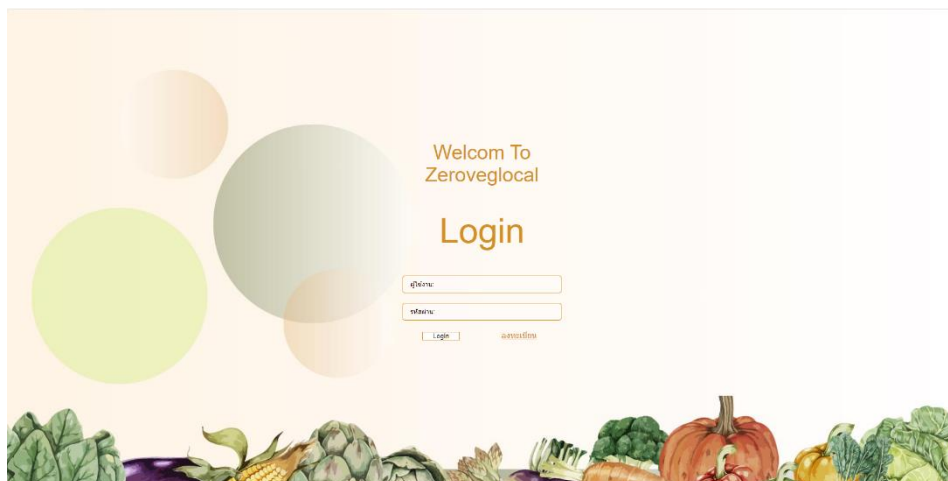 Welcom To
Zeroveglocal
Login
ผู้ใช้งาน:
รหัสผ่าน:
Login
ลงทะเบียน